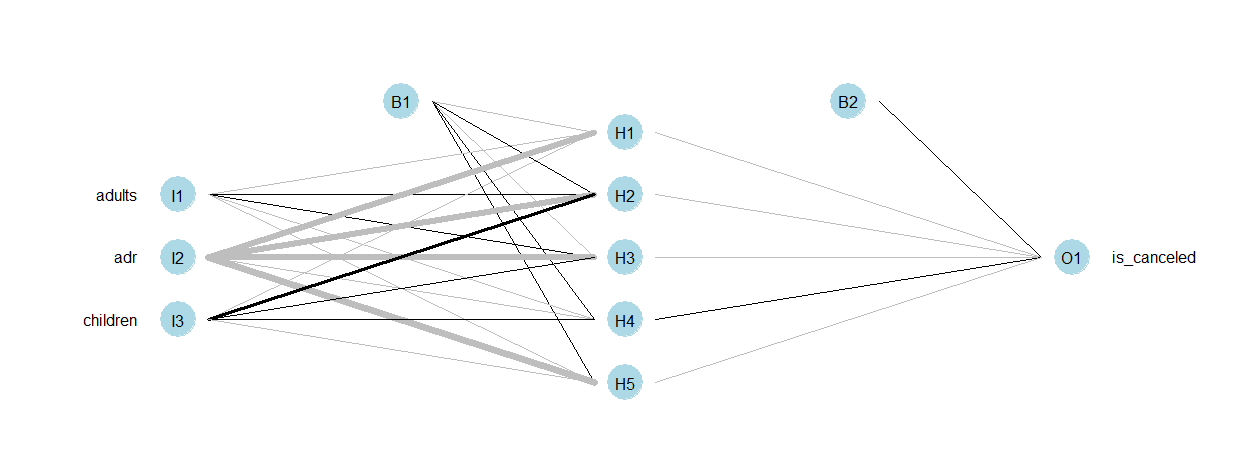 B1
B2
H1
adults
I1
H2
adr
I2
H3
O1
is_canceled
children
I3
H4
H5